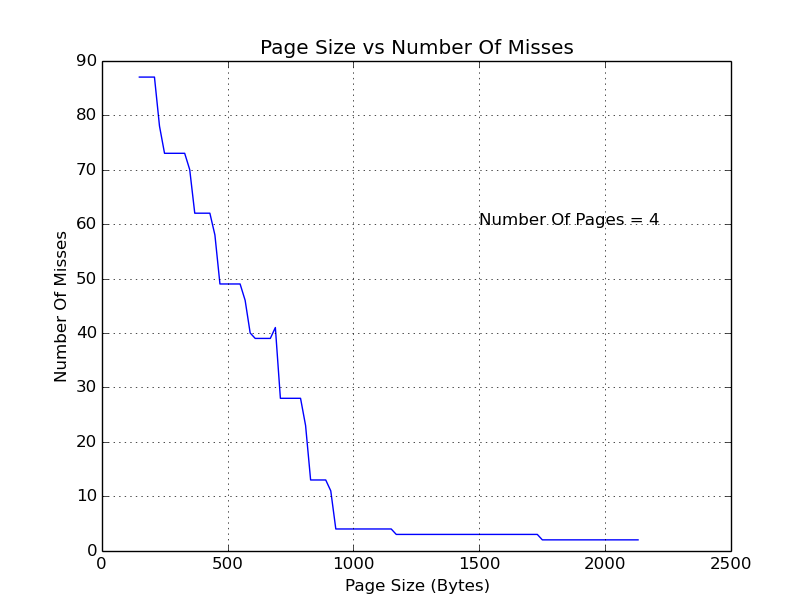 Page Size vs Number Of Misses
90
80
70
60
50
40
30
20
10
0
Number Of Misses
Number Of Pages = 4
0 500 1000 1500 2000 2500
Page Size (Bytes)